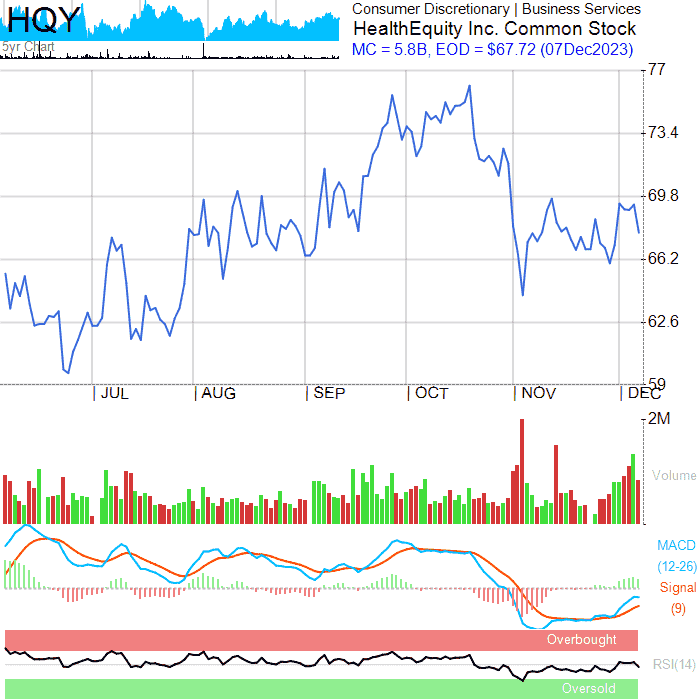 HQY
5yr Chart
Consumer Discretionary | Business Services
HealthEquity Inc. Common Stock
MC = 5.8B, EOD = $67.72 (07Dec2023)
77
73.4
69.8
66.2
62.6
59
JUL
AUG
SEP
OCT
NOV
DEC
2M
Volume
MACD
(12-26)
Signal
(9)
Overbought
RSI(14)
Oversold